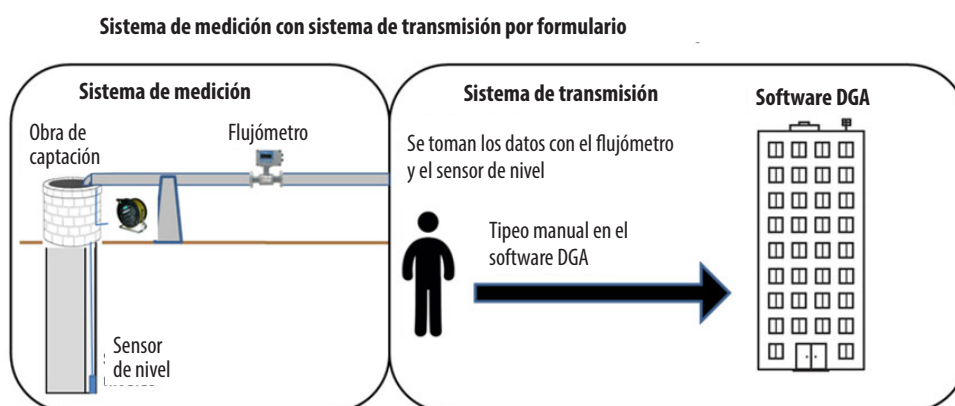 Sistema de medición con sistema de transmisión por formulario
Sistema de medición
Obra de
captación
Flujómetro
Sensor
de nivel
Sistema de transmisión
Se toman los datos con el flujómetro
y el sensor de nivel
Tipeo manual en el
software DGA
Software DGA